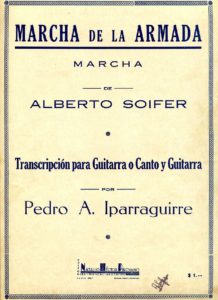 MARCHA DE LA ARMADA
MARCHA
DE
ALBERTO SOIFER
Transcripción para Guitarra o Canto y Guitarra
POR
Pedro A. Iparraguirre
$ 1.—